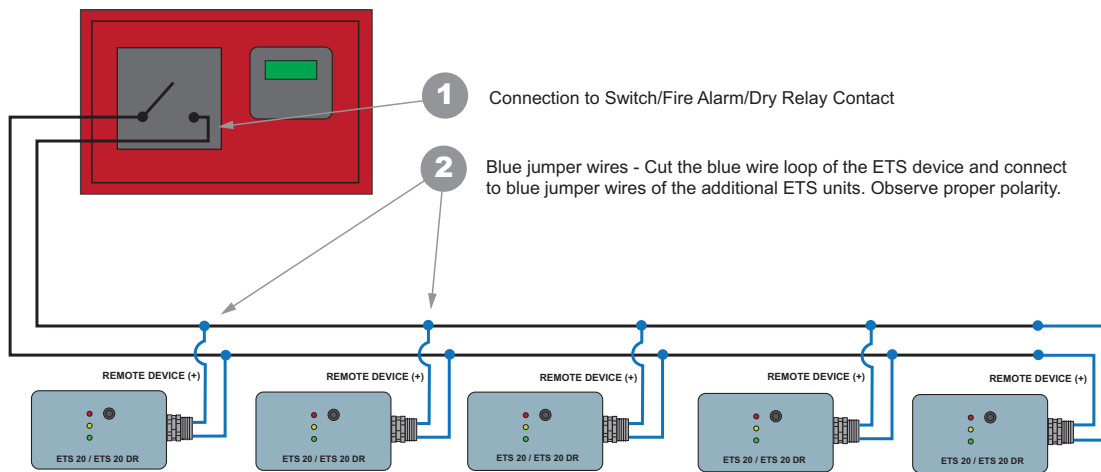 1
Connection to Switch/Fire Alarm/Dry Relay Contact
2
Blue jumper wires - Cut the blue wire loop of the ETS device and connect
to blue jumper wires of the additional ETS units. Observe proper polarity.
REMOTE DEVICE (+)
REMOTE DEVICE (+)
REMOTE DEVICE (+)
REMOTE DEVICE (+)
REMOTE DEVICE (+)
ETS 20 / ETS 20 DR
ETS 20 / ETS 20 DR
ETS 20 / ETS 20 DR
ETS 20 / ETS 20 DR
ETS 20 / ETS 20 DR